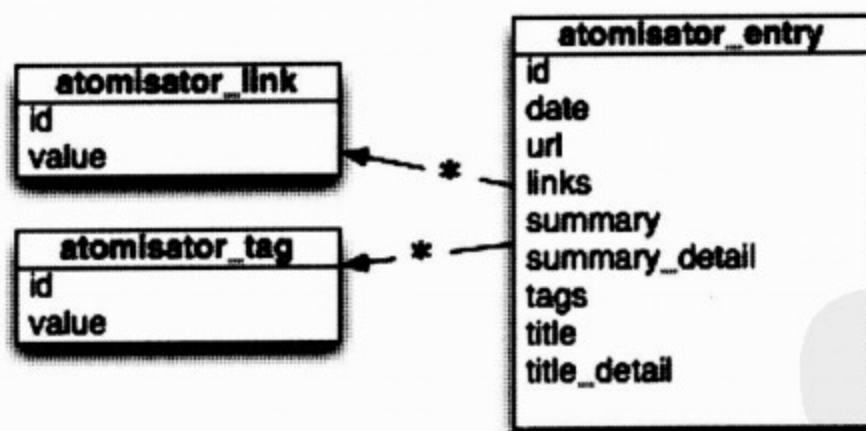 atomisator_link
id
value
*
atomisator_tag
id
value
*
atomisator_entry
id
date
url
links
summary
summary_detail
tags
title
title_detail